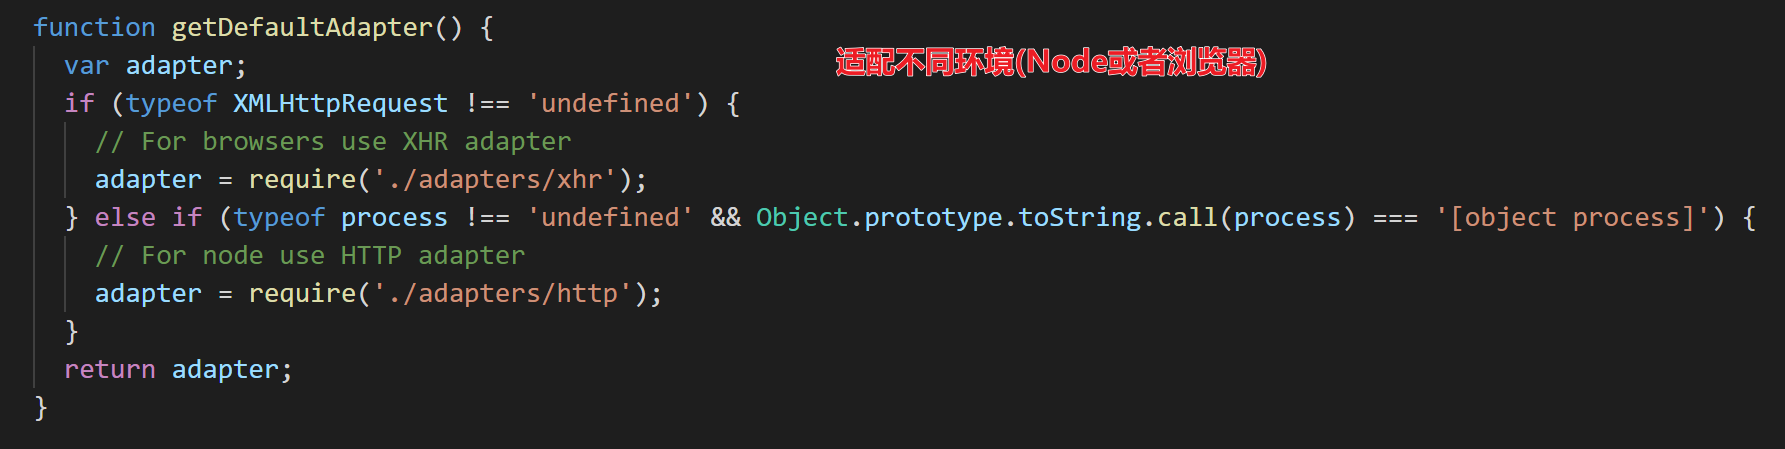 function getDefaultAdapter() {
适配不同环境(Node或者浏览器)
  var adapter;
  if (typeof XMLHttpRequest !== 'undefined') {
    // For browsers use XHR adapter
    adapter = require('./adapters/xhr');
  } else if (typeof process !== 'undefined' && Object.prototype.toString.call(process) === '[object process]') {
    // For node use HTTP adapter
    adapter = require('./adapters/http');
  }
  return adapter;
}